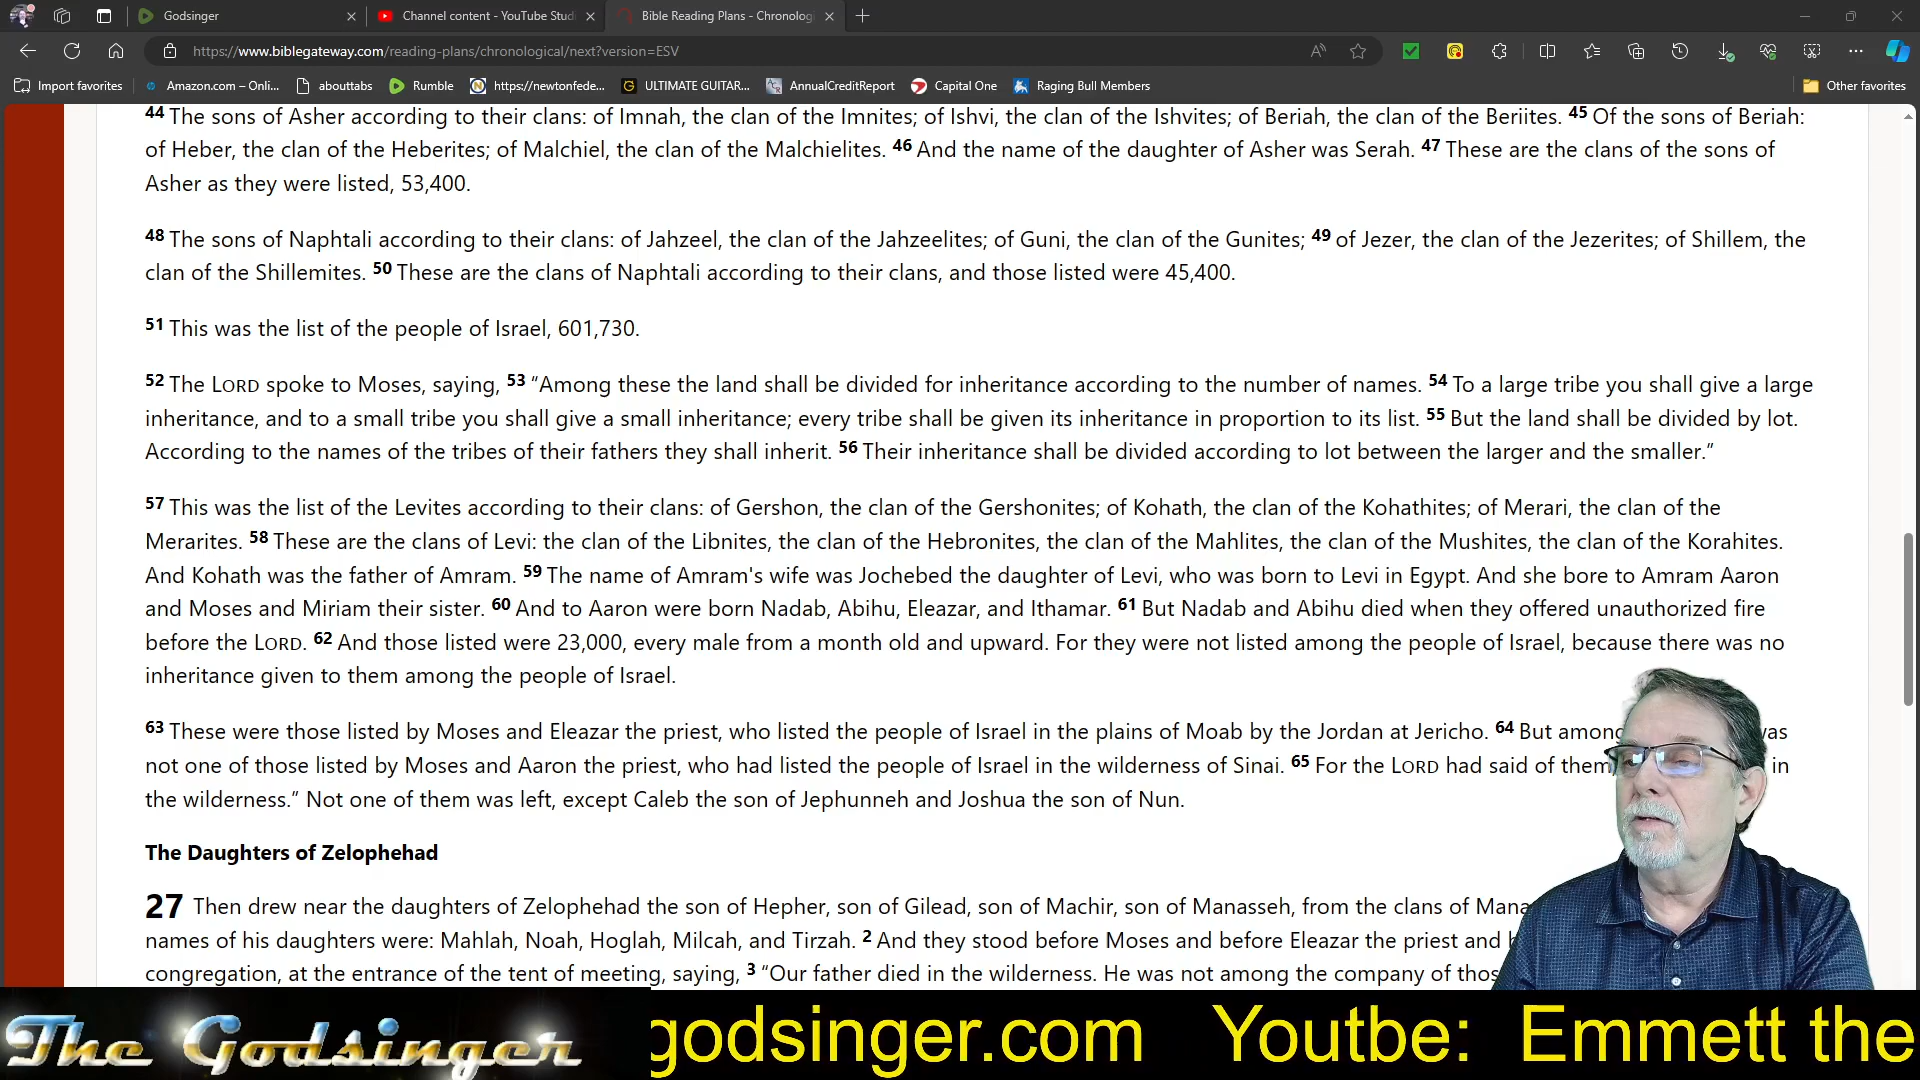 Godsinger
Channel content - YouTube Studi
Bible Reading Plans - Chronologi
https://www.biblegateway.com/reading-plans/chronological/next?version=ESV
Import favorites
Amazon.com – Onli...
abouttabs
Rumble
https://newtonfede...
ULTIMATE GUITAR...
AnnualCreditReport
Capital One
Raging Bull Members
Other favorites
44 The sons of Asher according to their clans: of Imnah, the clan of the Imnites; of Ishvi, the clan of the Ishvites; of Beriah, the clan of the Beriites. 45 Of the sons of Beriah:
of Heber, the clan of the Heberites; of Malchiel, the clan of the Malchielites. 46 And the name of the daughter of Asher was Serah. 47 These are the clans of the sons of
Asher as they were listed, 53,400.
48 The sons of Naphtali according to their clans: of Jahzeel, the clan of the Jahzeelites; of Guni, the clan of the Gunites; 49 of Jezer, the clan of the Jezerites; of Shillem, the
clan of the Shillemites. 50 These are the clans of Naphtali according to their clans, and those listed were 45,400.
51 This was the list of the people of Israel, 601,730.
52 The LORD spoke to Moses, saying, 53 “Among these the land shall be divided for inheritance according to the number of names. 54 To a large tribe you shall give a large
inheritance, and to a small tribe you shall give a small inheritance; every tribe shall be given its inheritance in proportion to its list. 55 But the land shall be divided by lot.
According to the names of the tribes of their fathers they shall inherit. 56 Their inheritance shall be divided according to lot between the larger and the smaller.”
57 This was the list of the Levites according to their clans: of Gershon, the clan of the Gershonites; of Kohath, the clan of the Kohathites; of Merari, the clan of the
Merarites. 58 These are the clans of Levi: the clan of the Libnites, the clan of the Hebronites, the clan of the Mahlites, the clan of the Mushites, the clan of the Korahites.
And Kohath was the father of Amram. 59 The name of Amram's wife was Jochebed the daughter of Levi, who was born to Levi in Egypt. And she bore to Amram Aaron
and Moses and Miriam their sister. 60 And to Aaron were born Nadab, Abihu, Eleazar, and Ithamar. 61 But Nadab and Abihu died when they offered unauthorized fire
before the LORD. 62 And those listed were 23,000, every male from a month old and upward. For they were not listed among the people of Israel, because there was no
inheritance given to them among the people of Israel.
63 These were those listed by Moses and Eleazar the priest, who listed the people of Israel in the plains of Moab by the Jordan at Jericho. 64 But among
not one of those listed by Moses and Aaron the priest, who had listed the people of Israel in the wilderness of Sinai. 65 For the LORD had said of them, in
the wilderness.” Not one of them was left, except Caleb the son of Jephunneh and Joshua the son of Nun.
The Daughters of Zelophehad
27 Then drew near the daughters of Zelophehad the son of Hepher, son of Gilead, son of Machir, son of Manasseh, from the clans of Mana
names of his daughters were: Mahlah, Noah, Hoglah, Milcah, and Tirzah. 2 And they stood before Moses and before Eleazar the priest and
congregation, at the entrance of the tent of meeting, saying, 3 “Our father died in the wilderness. He was not among the company of thos
The Godsinger
godsinger.com Youtbe: Emmett the